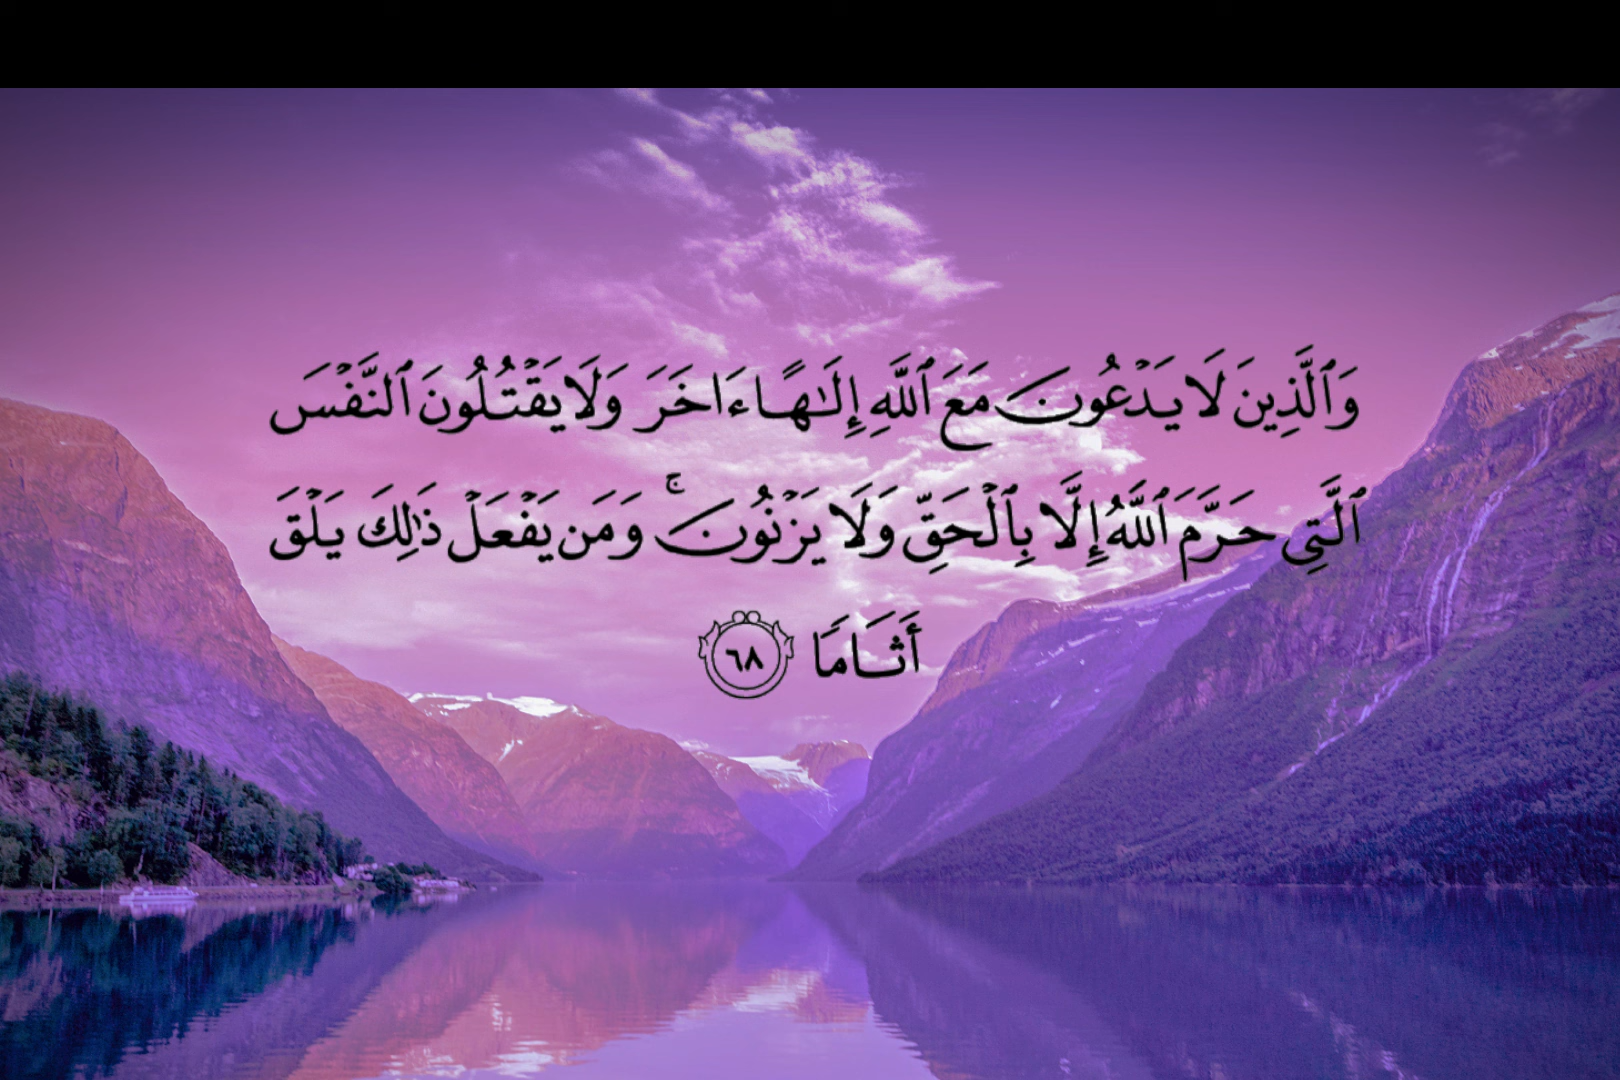 وَٱلَّذِينَ لَا يَدْعُونَ مَعَ ٱللَّهِ إِلَـٰهًا ءَاخَرَ وَلَا يَقْتُلُونَ ٱلنَّفْسَ
ٱلَّتِى حَرَّمَ ٱللَّهُ إِلَّا بِٱلْحَقِّ وَلَا يَزْنُونَ ۚ وَمَن يَفْعَلْ ذَٰلِكَ يَلْقَ
أَثَامًا ٦٨